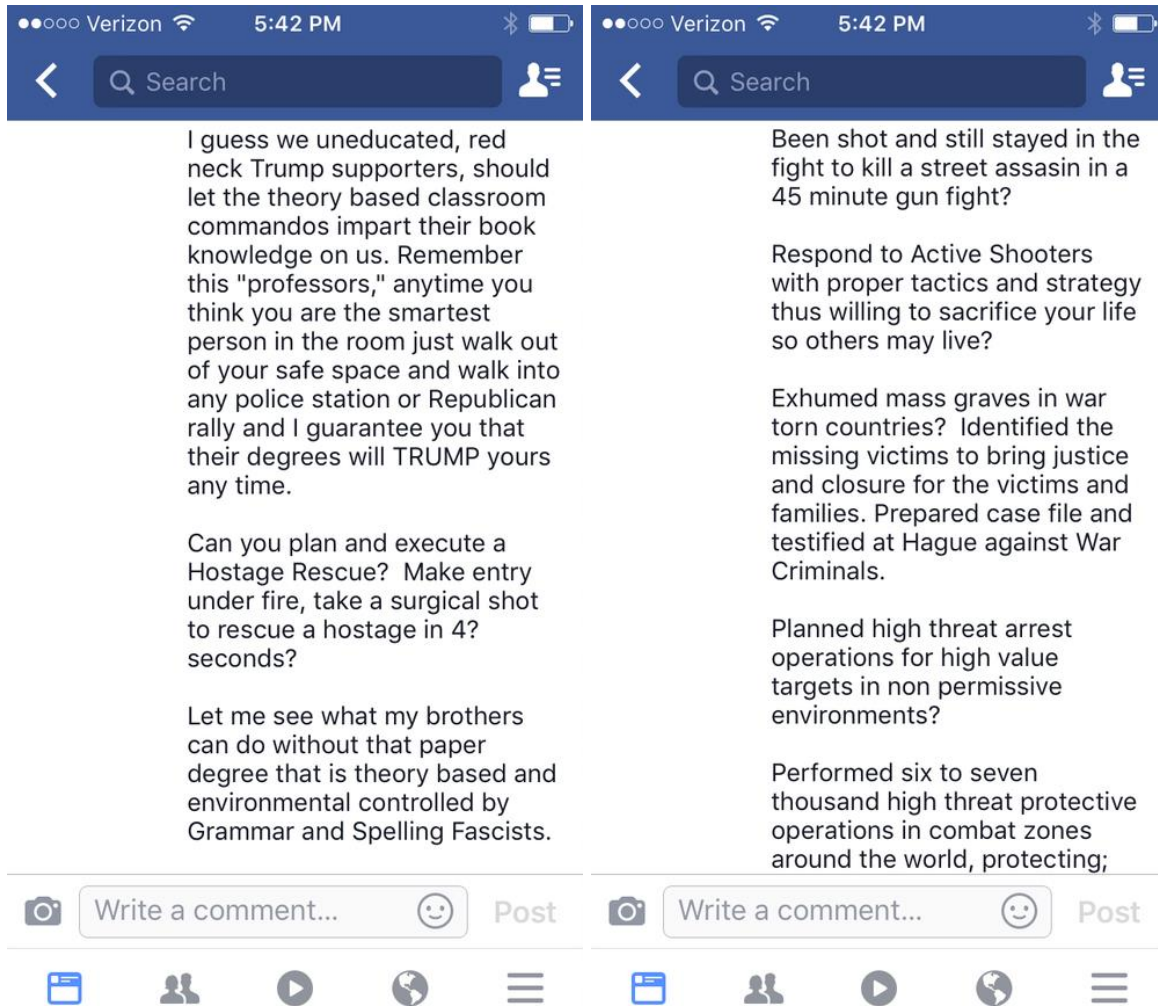 Verizon 5:42 PM
Search
I guess we uneducated, red
neck Trump supporters, should
let the theory based classroom
commandos impart their book
knowledge on us. Remember
this "professors," anytime you
think you are the smartest
person in the room just walk out
of your safe space and walk into
any police station or Republican
rally and I guarantee you that
their degrees will TRUMP yours
any time.
Can you plan and execute a
Hostage Rescue? Make entry
under fire, take a surgical shot
to rescue a hostage in 4?
seconds?
Let me see what my brothers
can do without that paper
degree that is theory based and
environmental controlled by
Grammar and Spelling Fascists.
Write a comment... Post
Verizon 5:42 PM
Search
Been shot and still stayed in the
fight to kill a street assasin in a
45 minute gun fight?
Respond to Active Shooters
with proper tactics and strategy
thus willing to sacrifice your life
so others may live?
Exhumed mass graves in war
torn countries? Identified the
missing victims to bring justice
and closure for the victims and
families. Prepared case file and
testified at Hague against War
Criminals.
Planned high threat arrest
operations for high value
targets in non permissive
environments?
Performed six to seven
thousand high threat protective
operations in combat zones
around the world, protecting;
Write a comment... Post